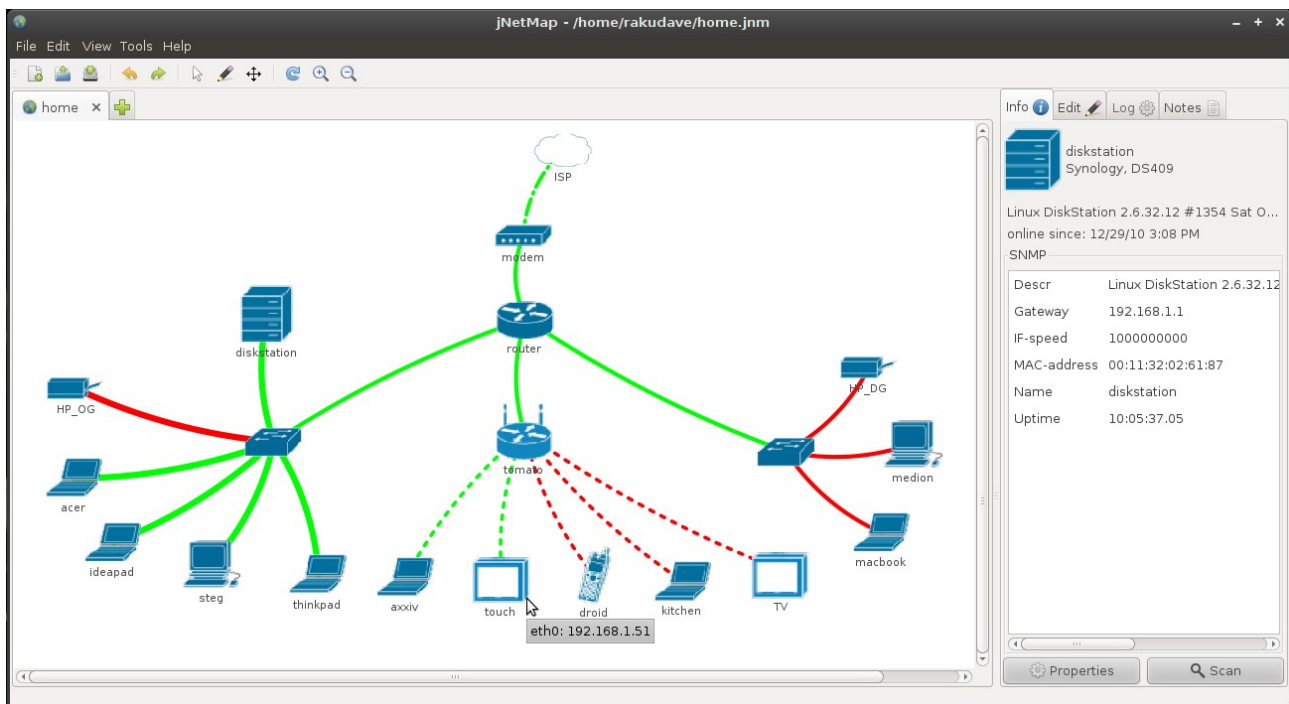 jNetMap - /home/rakudave/home.jnm
File Edit View Tools Help
home
ISP
modem
router
diskstation
HP_OG
HP_DG
tomato
medion
acer
macbook
ideapad
steg
thinkpad
axxiv
touch
droid
kitchen
TV
eth0: 192.168.1.51
Info Edit Log Notes
diskstation
Synology, DS409
Linux DiskStation 2.6.32.12 #1354 Sat O...
online since: 12/29/10 3:08 PM
SNMP
Descr Linux DiskStation 2.6.32.12
Gateway 192.168.1.1
IF-speed 1000000000
MAC-address 00:11:32:02:61:87
Name diskstation
Uptime 10:05:37.05
Properties Scan